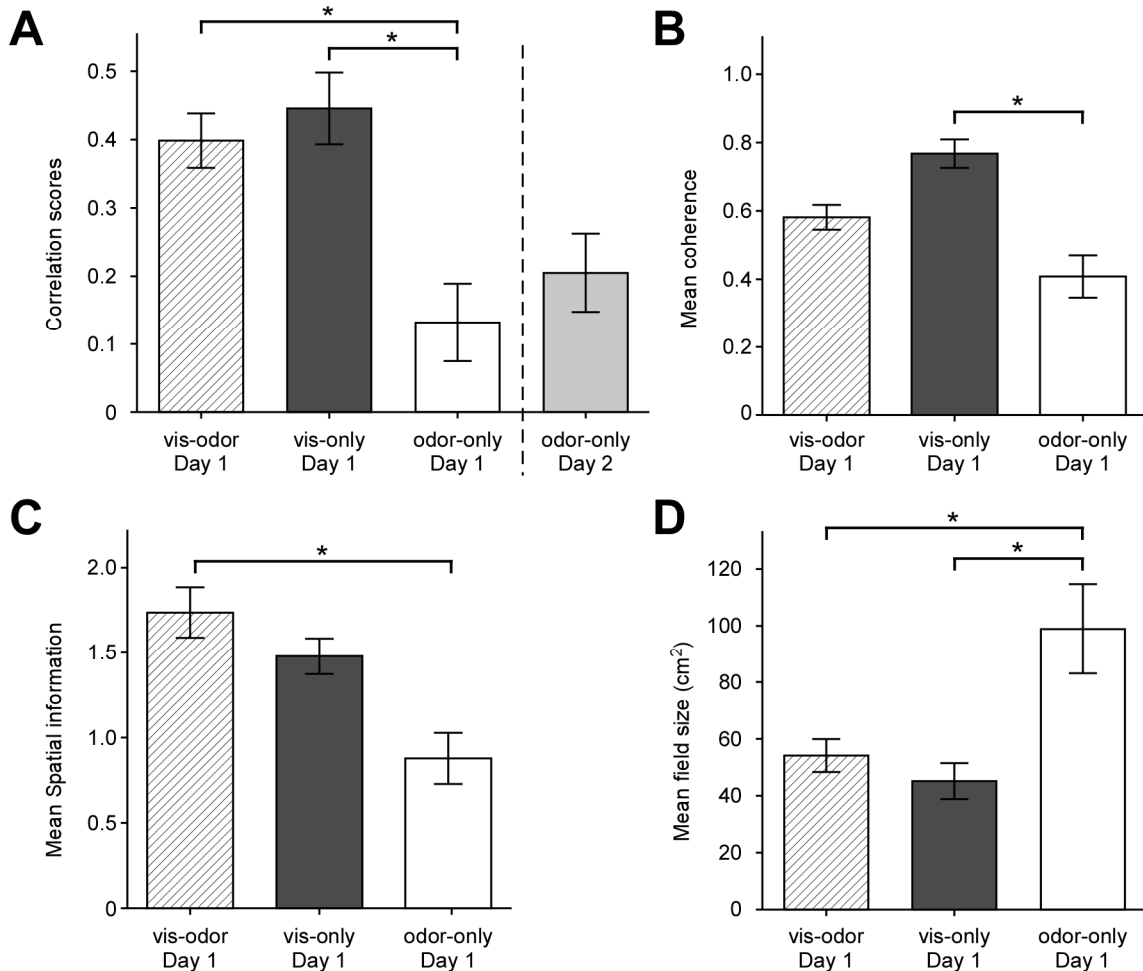 A
*
*
0.5
0.4
0.3
0.2
0.1
0
Correlation scores
vis-odor
Day 1
vis-only
Day 1
odor-only
Day 1
odor-only
Day 2
B
*
1.0
0.8
0.6
0.4
0.2
0
Mean coherence
vis-odor
Day 1
vis-only
Day 1
odor-only
Day 1
C
*
2.0
1.5
1.0
0.5
0
Mean Spatial information
vis-odor
Day 1
vis-only
Day 1
odor-only
Day 1
D
*
*
120
100
80
60
40
20
0
Mean field size (cm²)
vis-odor
Day 1
vis-only
Day 1
odor-only
Day 1